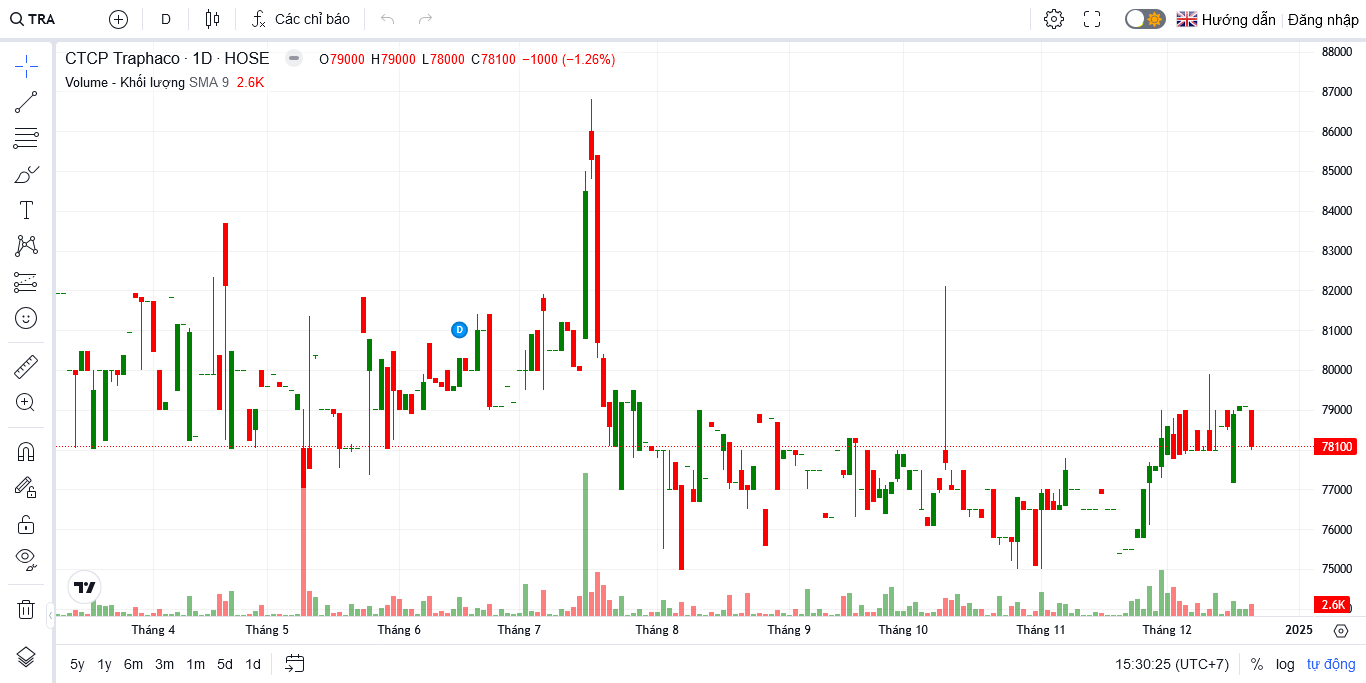 TRA D Các chỉ báo Hướng dẫn Đăng nhập
CTCP Traphaco · 1D · HOSE O79000 H79000 L78000 C78100 −1000 (−1.26%)
Volume - Khối lượng SMA 9 2.6K
88000
87000
86000
85000
84000
83000
82000
81000
D
80000
79000
78100
77000
76000
75000
2.6K
Tháng 4 Tháng 5 Tháng 6 Tháng 7 Tháng 8 Tháng 9 Tháng 10 Tháng 11 Tháng 12 2025
5y 1y 6m 3m 1m 5d 1d 15:30:25 (UTC+7) % log tự động